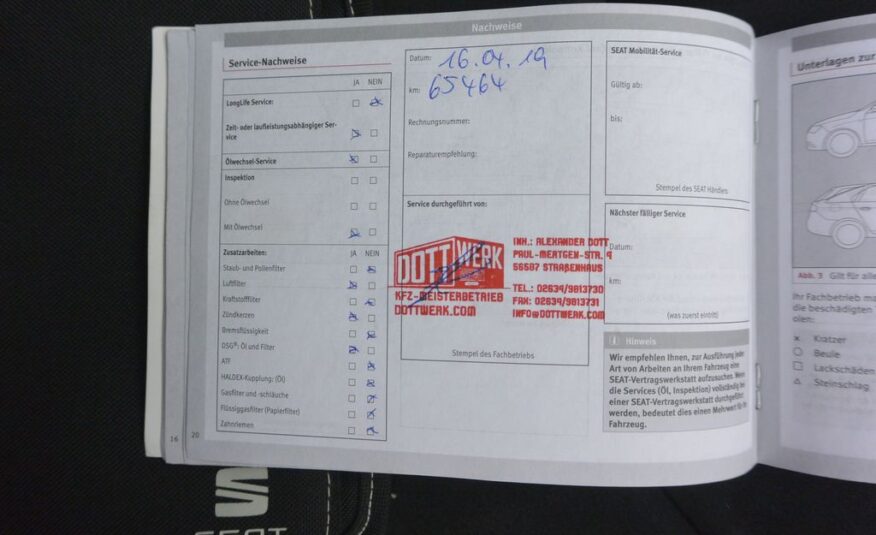 Nachweise
Service-Nachweise
JA NEIN
LongLife Service:
Zeit- oder laufleistungsabhängiger Ser-
vice
Ölwechsel-Service
Inspektion
Ohne Ölwechsel
Mit Ölwechsel
Zusatzarbeiten: JA NEIN
Staub- und Pollenfilter
Luftfilter
Kraftstofffilter
Zündkerzen
Bremsflüssigkeit
DSG®: Öl und Filter
ATF
HALDEX-Kupplung: (Öl)
Gasfilter und -schläuche
Flüssiggasfilter (Papierfilter)
Zahnriemen
16 20
Datum: 16.04.19
km: 65464
Rechnungsnummer:
Reparaturempfehlung:
Service durchgeführt von:
DOTT WERK
KFZ-MEISTERBETRIEB
DOTTWERK.COM
INH.: ALEXANDER DOTT
PAUL-MERTGEN-STR. 9
56587 STRAßENHAUS
TEL.: 02634/9813730
FAX: 02634/9813731
INFO@DOTTWERK.COM
Stempel des Fachbetriebs
SEAT Mobilität-Service
Gültig ab:
bis:
Stempel des SEAT Händlers
Nächster fälliger Service
Datum:
km:
(was zuerst eintritt)
i Hinweis
Wir empfehlen Ihnen, zur Ausführung jeder
Art von Arbeiten an Ihrem Fahrzeug eine
SEAT-Vertragswerkstatt aufzusuchen. Wenn
die Services (Öl, Inspektion) vollständig bei
einer SEAT-Vertragswerkstatt durchgeführt
werden, bedeutet dies einen Mehrwert für Ihr
Fahrzeug.
Unterlagen zur
Abb. 3 Gilt für alle
Ihr Fachbetrieb
die beschädigten
olen:
Kratzer
Beule
Lackschäden
Steinschlag
SEAT